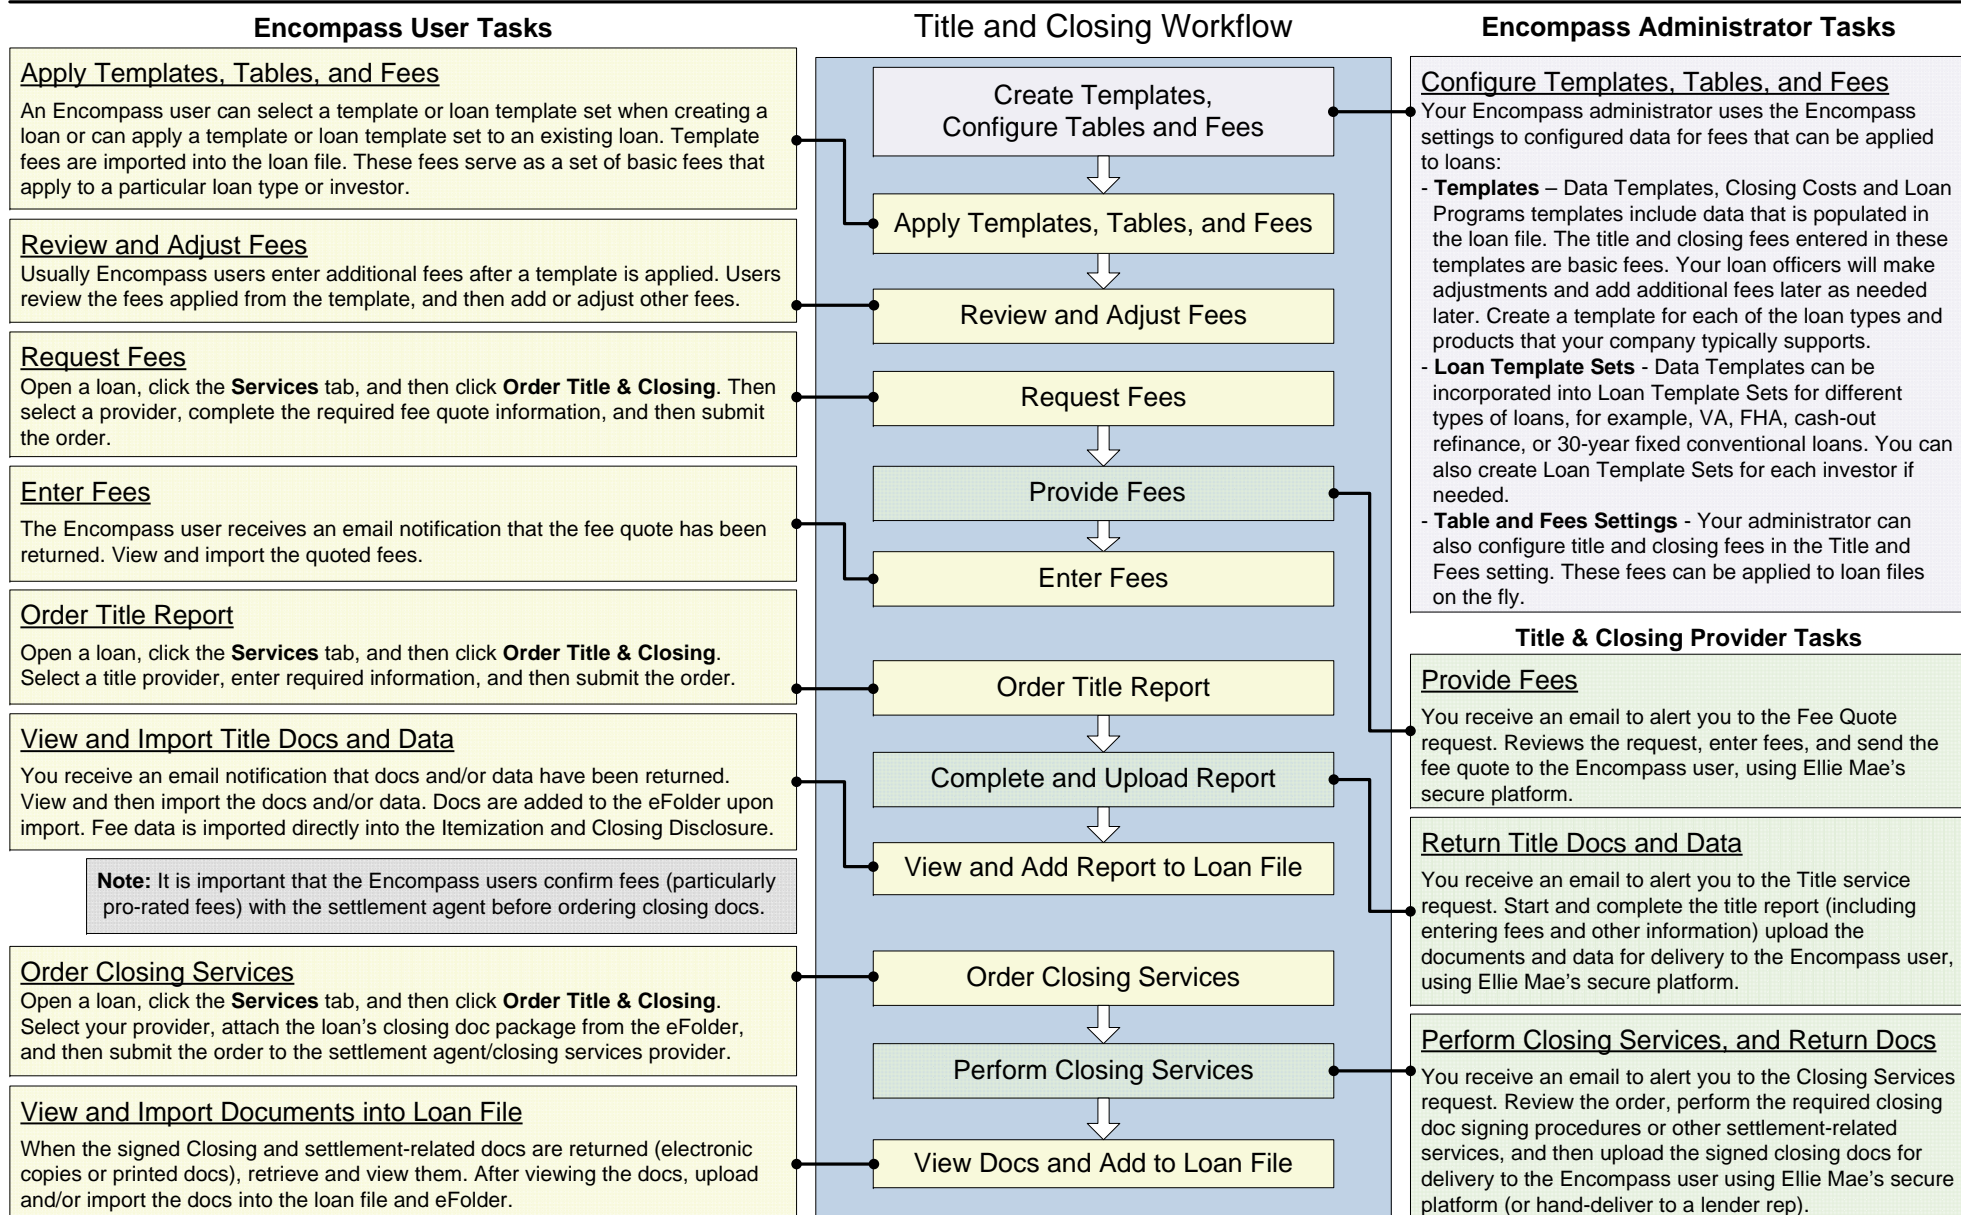 Encompass User Tasks
Apply Templates, Tables, and Fees
An Encompass user can select a template or loan template set when creating a
loan or can apply a template or loan template set to an existing loan. Template
fees are imported into the loan file. These fees serve as a set of basic fees that
apply to a particular loan type or investor.
Review and Adjust Fees
Usually Encompass users enter additional fees after a template is applied. Users
review the fees applied from the template, and then add or adjust other fees.
Request Fees
Open a loan, click the Services tab, and then click Order Title & Closing. Then
select a provider, complete the required fee quote information, and then submit
the order.
Enter Fees
The Encompass user receives an email notification that the fee quote has been
returned. View and import the quoted fees.
Order Title Report
Open a loan, click the Services tab, and then click Order Title & Closing.
Select a title provider, enter required information, and then submit the order.
View and Import Title Docs and Data
You receive an email notification that docs and/or data have been returned.
View and then import the docs and/or data. Docs are added to the eFolder upon
import. Fee data is imported directly into the Itemization and Closing Disclosure.
Note: It is important that the Encompass users confirm fees (particularly
pro-rated fees) with the settlement agent before ordering closing docs.
Order Closing Services
Open a loan, click the Services tab, and then click Order Title & Closing.
Select your provider, attach the loan's closing doc package from the eFolder,
and then submit the order to the settlement agent/closing services provider.
View and Import Documents into Loan File
When the signed Closing and settlement-related docs are returned (electronic
copies or printed docs), retrieve and view them. After viewing the docs, upload
and/or import the docs into the loan file and eFolder.
Title and Closing Workflow
Create Templates,
Configure Tables and Fees
Apply Templates, Tables, and Fees
Review and Adjust Fees
Request Fees
Provide Fees
Enter Fees
Order Title Report
Complete and Upload Report
View and Add Report to Loan File
Order Closing Services
Perform Closing Services
View Docs and Add to Loan File
Encompass Administrator Tasks
Configure Templates, Tables, and Fees
Your Encompass administrator uses the Encompass
settings to configured data for fees that can be applied
to loans:
- Templates – Data Templates, Closing Costs and Loan
Programs templates include data that is populated in
the loan file. The title and closing fees entered in these
templates are basic fees. Your loan officers will make
adjustments and add additional fees later as needed
later. Create a template for each of the loan types and
products that your company typically supports.
- Loan Template Sets - Data Templates can be
incorporated into Loan Template Sets for different
types of loans, for example, VA, FHA, cash-out
refinance, or 30-year fixed conventional loans. You can
also create Loan Template Sets for each investor if
needed.
- Table and Fees Settings - Your administrator can
also configure title and closing fees in the Title and
Fees setting. These fees can be applied to loan files
on the fly.
Title & Closing Provider Tasks
Provide Fees
You receive an email to alert you to the Fee Quote
request. Reviews the request, enter fees, and send the
fee quote to the Encompass user, using Ellie Mae's
secure platform.
Return Title Docs and Data
You receive an email to alert you to the Title service
request. Start and complete the title report (including
entering fees and other information) upload the
documents and data for delivery to the Encompass user,
using Ellie Mae's secure platform.
Perform Closing Services, and Return Docs
You receive an email to alert you to the Closing Services
request. Review the order, perform the required closing
doc signing procedures or other settlement-related
services, and then upload the signed closing docs for
delivery to the Encompass user using Ellie Mae's secure
platform (or hand-deliver to a lender rep).